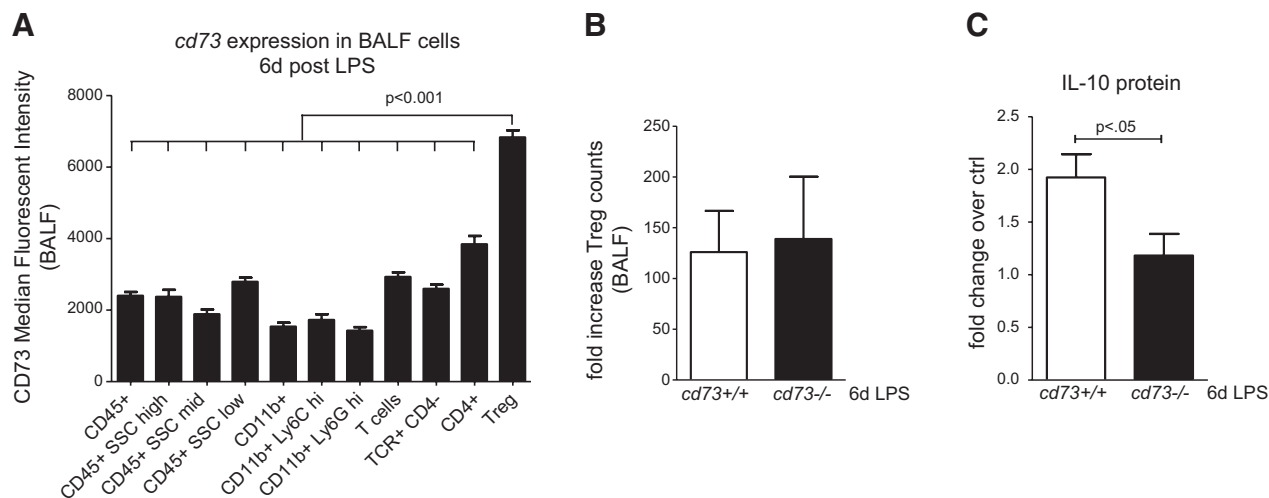 A
cd73 expression in BALF cells
6d post LPS
CD73 Median Fluorescent Intensity
(BALF)
8000
6000
4000
2000
0
p<0.001
CD45+
CD45+ SSC high
CD45+ SSC mid
CD45+ SSC low
CD11b+
CD11b+ Ly6C hi
CD11b+ Ly6G hi
T cells
TCR+ CD4-
CD4+
Treg
B
fold increase Treg counts
(BALF)
250
200
150
100
50
0
cd73+/+ cd73-/- 6d LPS
C
IL-10 protein
fold change over ctrl
2.5
2.0
1.5
1.0
0.5
0.0
p<.05
cd73+/+ cd73-/- 6d LPS